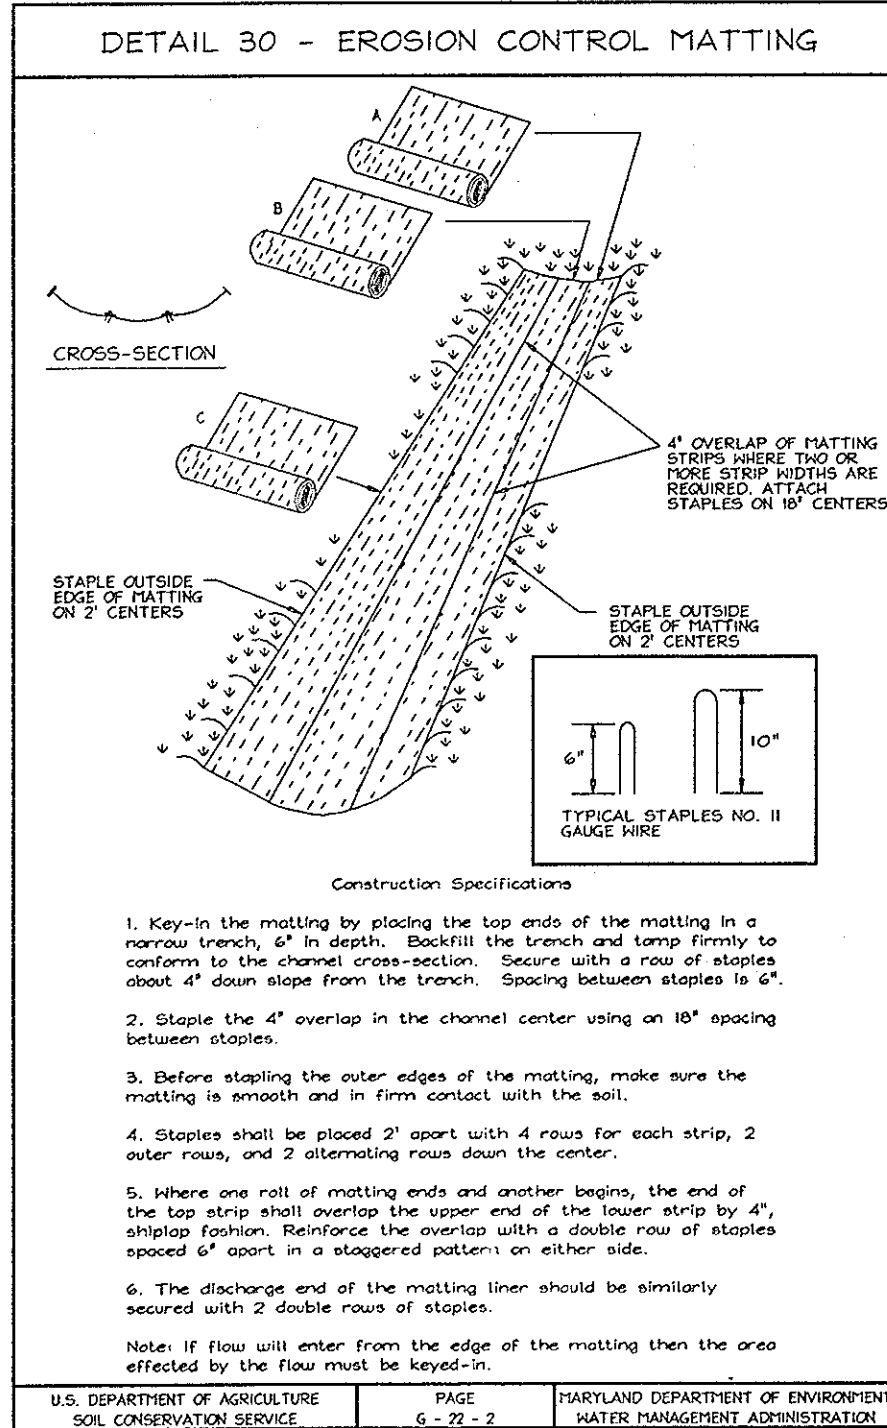 DETAIL 30 - EROSION CONTROL MATTING
A
B
CROSS-SECTION
C
4" OVERLAP OF MATTING
STRIPS WHERE TWO OR
MORE STRIP WIDTHS ARE
REQUIRED. ATTACH
STAPLES ON 18" CENTERS
STAPLE OUTSIDE
EDGE OF MATTING
ON 2' CENTERS
STAPLE OUTSIDE
EDGE OF MATTING
ON 2' CENTERS
6"
10"
TYPICAL STAPLES NO. 11
GAUGE WIRE
Construction Specifications
1. Key-in the matting by placing the top ends of the matting in a
narrow trench, 6" in depth. Backfill the trench and tamp firmly to
conform to the channel cross-section. Secure with a row of staples
about 4" down slope from the trench. Spacing between staples is 6".
2. Staple the 4" overlap in the channel center using an 18" spacing
between staples.
3. Before stapling the outer edges of the matting, make sure the
matting is smooth and in firm contact with the soil.
4. Staples shall be placed 2' apart with 4 rows for each strip, 2
outer rows, and 2 alternating rows down the center.
5. Where one roll of matting ends and another begins, the end of
the top strip shall overlap the upper end of the lower strip by 4",
shiplap fashion. Reinforce the overlap with a double row of staples
spaced 6" apart in a staggered pattern on either side.
6. The discharge end of the matting liner should be similarly
secured with 2 double rows of staples.
Note: If flow will enter from the edge of the matting then the area
effected by the flow must be keyed-in.
U.S. DEPARTMENT OF AGRICULTURE
SOIL CONSERVATION SERVICE
PAGE
G - 22 - 2
MARYLAND DEPARTMENT OF ENVIRONMENT
WATER MANAGEMENT ADMINISTRATION